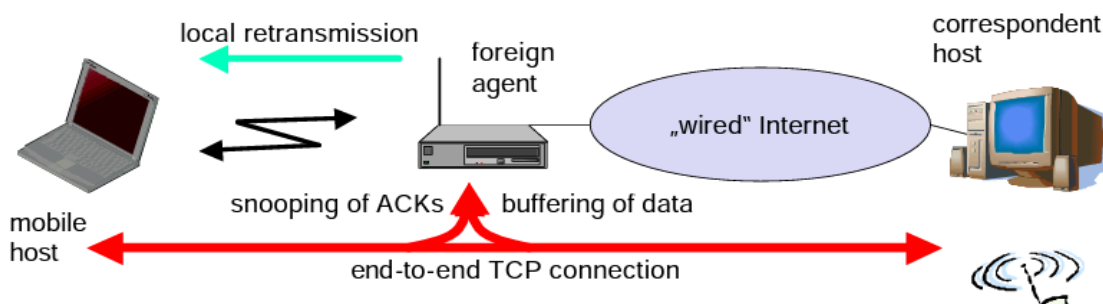 local retransmission
foreign
agent
correspondent
host
„wired“ Internet
snooping of ACKs
buffering of data
mobile
host
end-to-end TCP connection